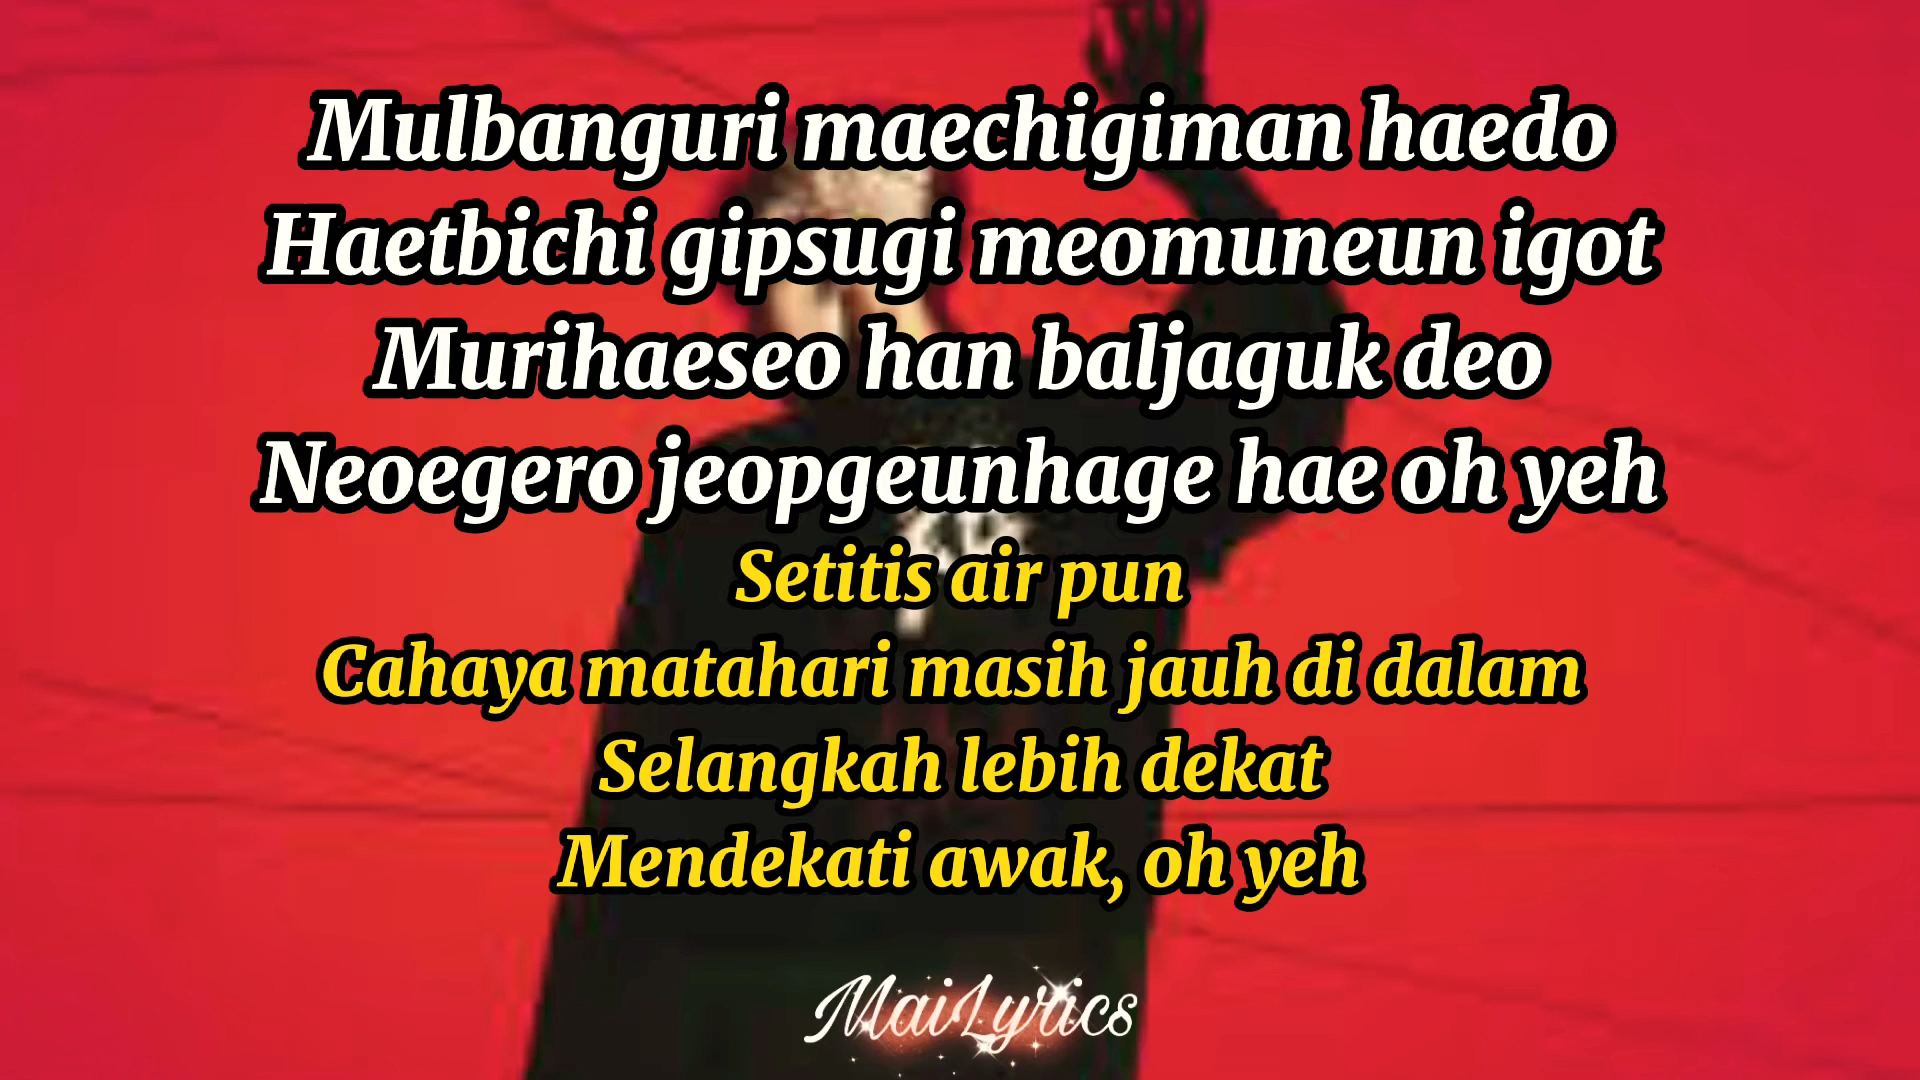 Mulbanguri maechigiman haedo
Haetbichi gipsugi meomuneun igot
Murihaeseo han baljaguk deo
Neoegero jeopgeunhage hae oh yeh
Setitis air pun
Cahaya matahari masih jauh di dalam
Selangkah lebih dekat
Mendekati awak, oh yeh
MaiLyrics